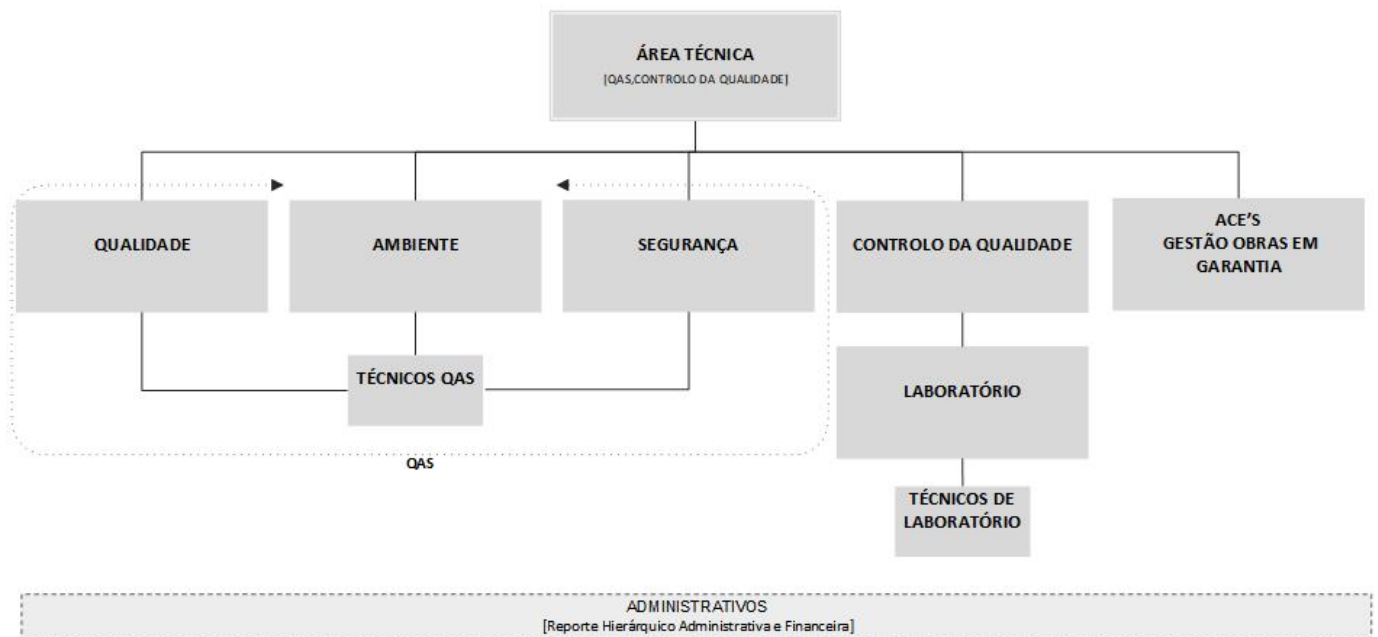 ÁREA TÉCNICA
[QAS,CONTROLO DA QUALIDADE]
QUALIDADE
AMBIENTE
SEGURANÇA
CONTROLO DA QUALIDADE
ACE'S
GESTÃO OBRAS EM
GARANTIA
TÉCNICOS QAS
LABORATÓRIO
QAS
TÉCNICOS DE
LABORATÓRIO
ADMINISTRATIVOS
[Reporte Hierárquico Administrativa e Financeira]